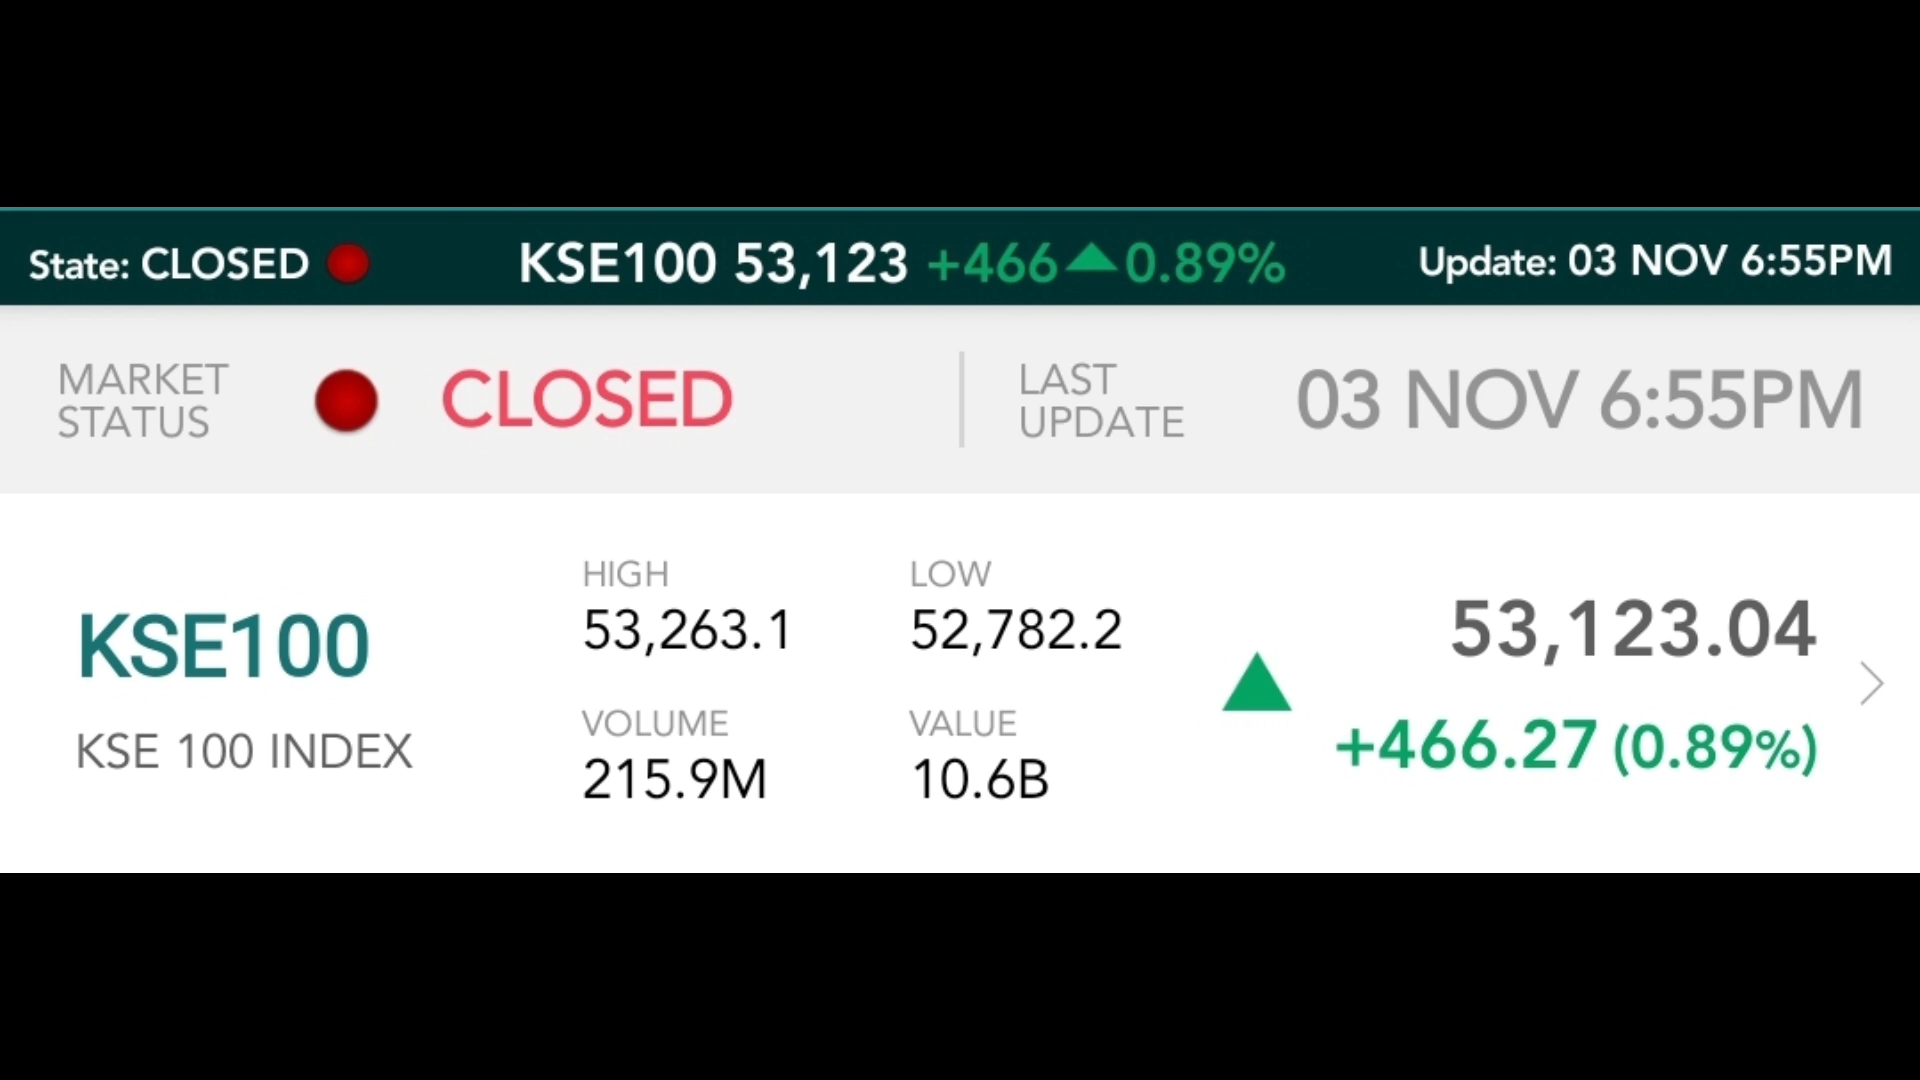 State: CLOSED
KSE100 53,123 +466▲0.89%
Update: 03 NOV 6:55PM
MARKET
STATUS
CLOSED
LAST
UPDATE
03 NOV 6:55PM
KSE100
KSE 100 INDEX
HIGH
53,263.1
LOW
52,782.2
VOLUME
215.9M
VALUE
10.6B
53,123.04
+466.27 (0.89%)